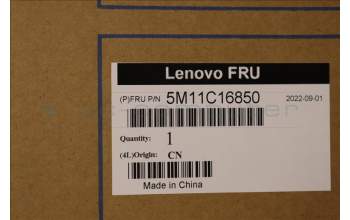 Lenovo FRU
(P)FRU P/N 5M11C16850 2022-09-01
Quantity: 1
(4L)Origin: CN
Made in China